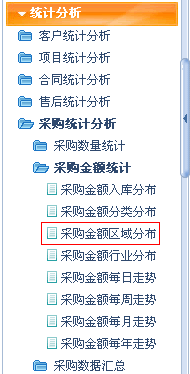 统计分析
客户统计分析
项目统计分析
合同统计分析
售后统计分析
采购统计分析
采购数量统计
采购金额统计
采购金额入库分布
采购金额分类分布
采购金额区域分布
采购金额行业分布
采购金额每日走势
采购金额每周走势
采购金额每月走势
采购金额每年走势
采购数据汇总